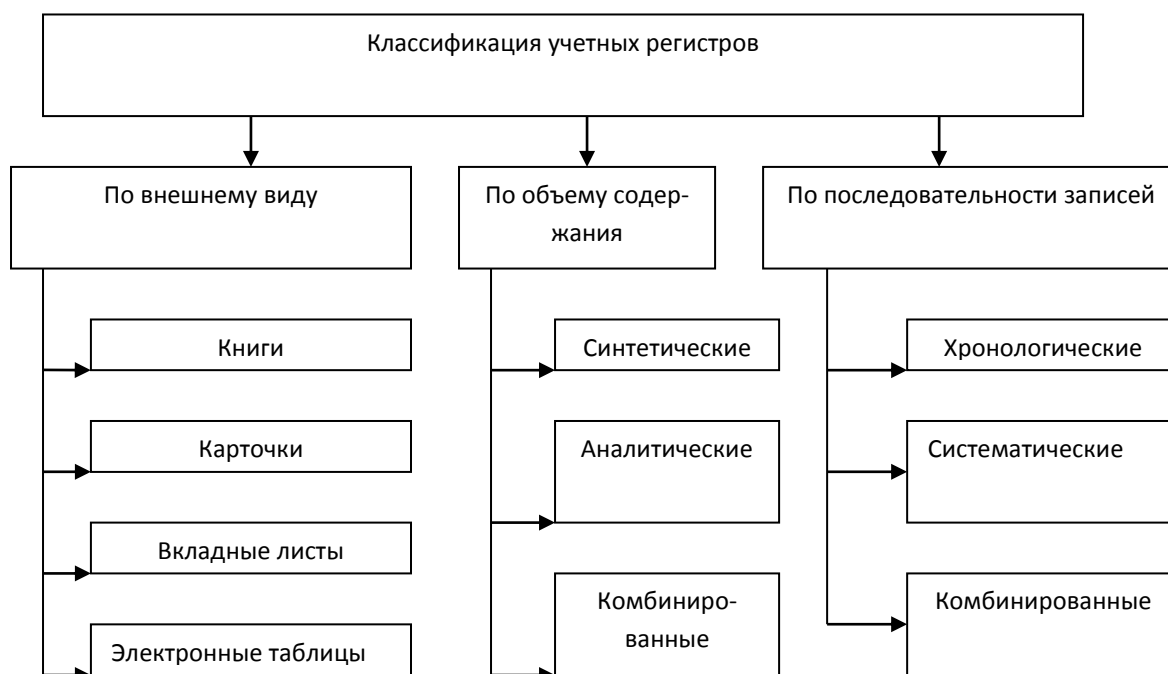 Классификация учетных регистров
По внешнему виду
По объему содер-
жания
По последовательности записей
Книги
Синтетические
Хронологические
Карточки
Аналитические
Систематические
Вкладные листы
Комбиниро-
ванные
Комбинированные
Электронные таблицы